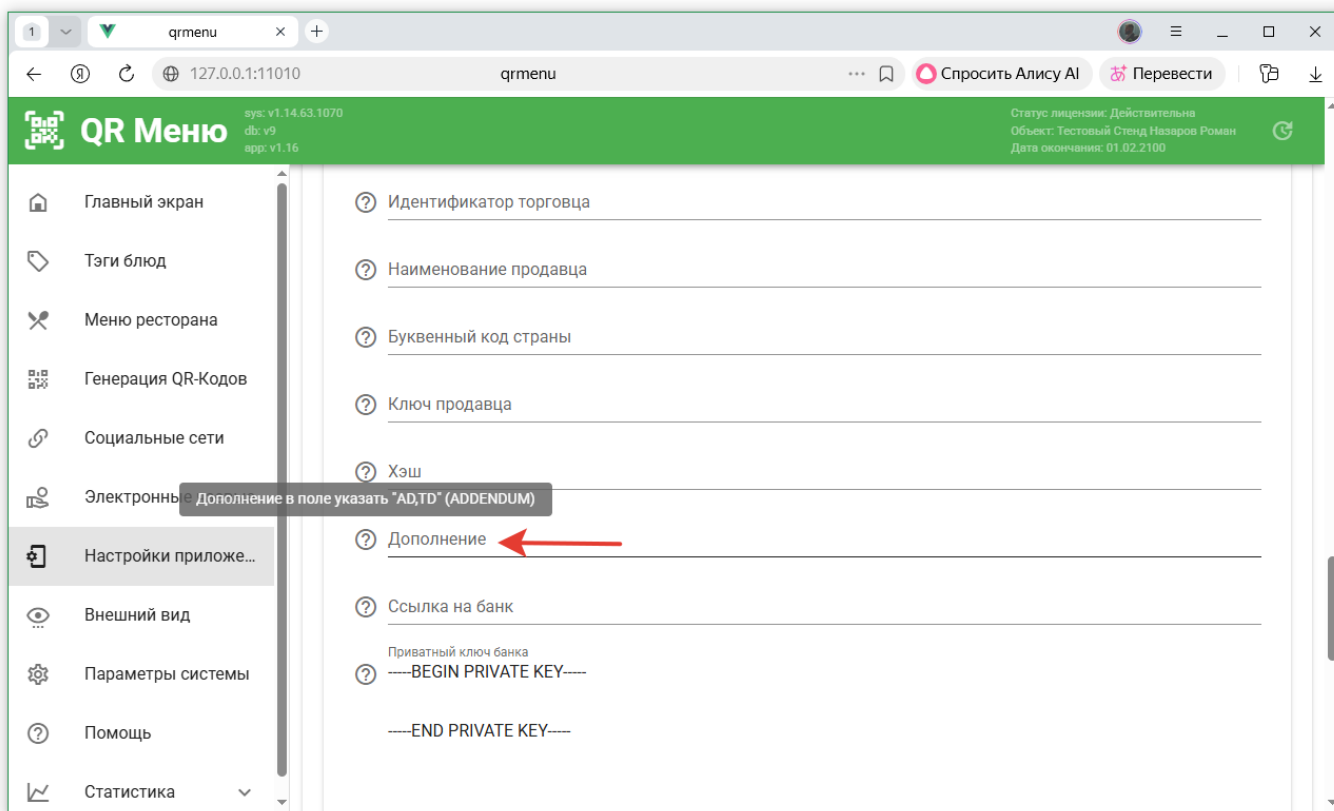 1
qrmenu
127.0.0.1:11010
qrmenu
Спросить Алису AI
Перевести
QR Меню
sys: v1.14.63.1070
db: v9
app: v1.16
Статус лицензии: Действительна
Объект: Тестовый Стенд Назаров Роман
Дата окончания: 01.02.2100
Главный экран
Тэги блюд
Меню ресторана
Генерация QR-Кодов
Социальные сети
Электронные
Настройки приложе...
Внешний вид
Параметры системы
Помощь
Статистика
Идентификатор торговца
Наименование продавца
Буквенный код страны
Ключ продавца
Хэш
Дополнение в поле указать "AD,TD" (ADDENDUM)
Дополнение
Ссылка на банк
Приватный ключ банка
-----BEGIN PRIVATE KEY-----
-----END PRIVATE KEY-----